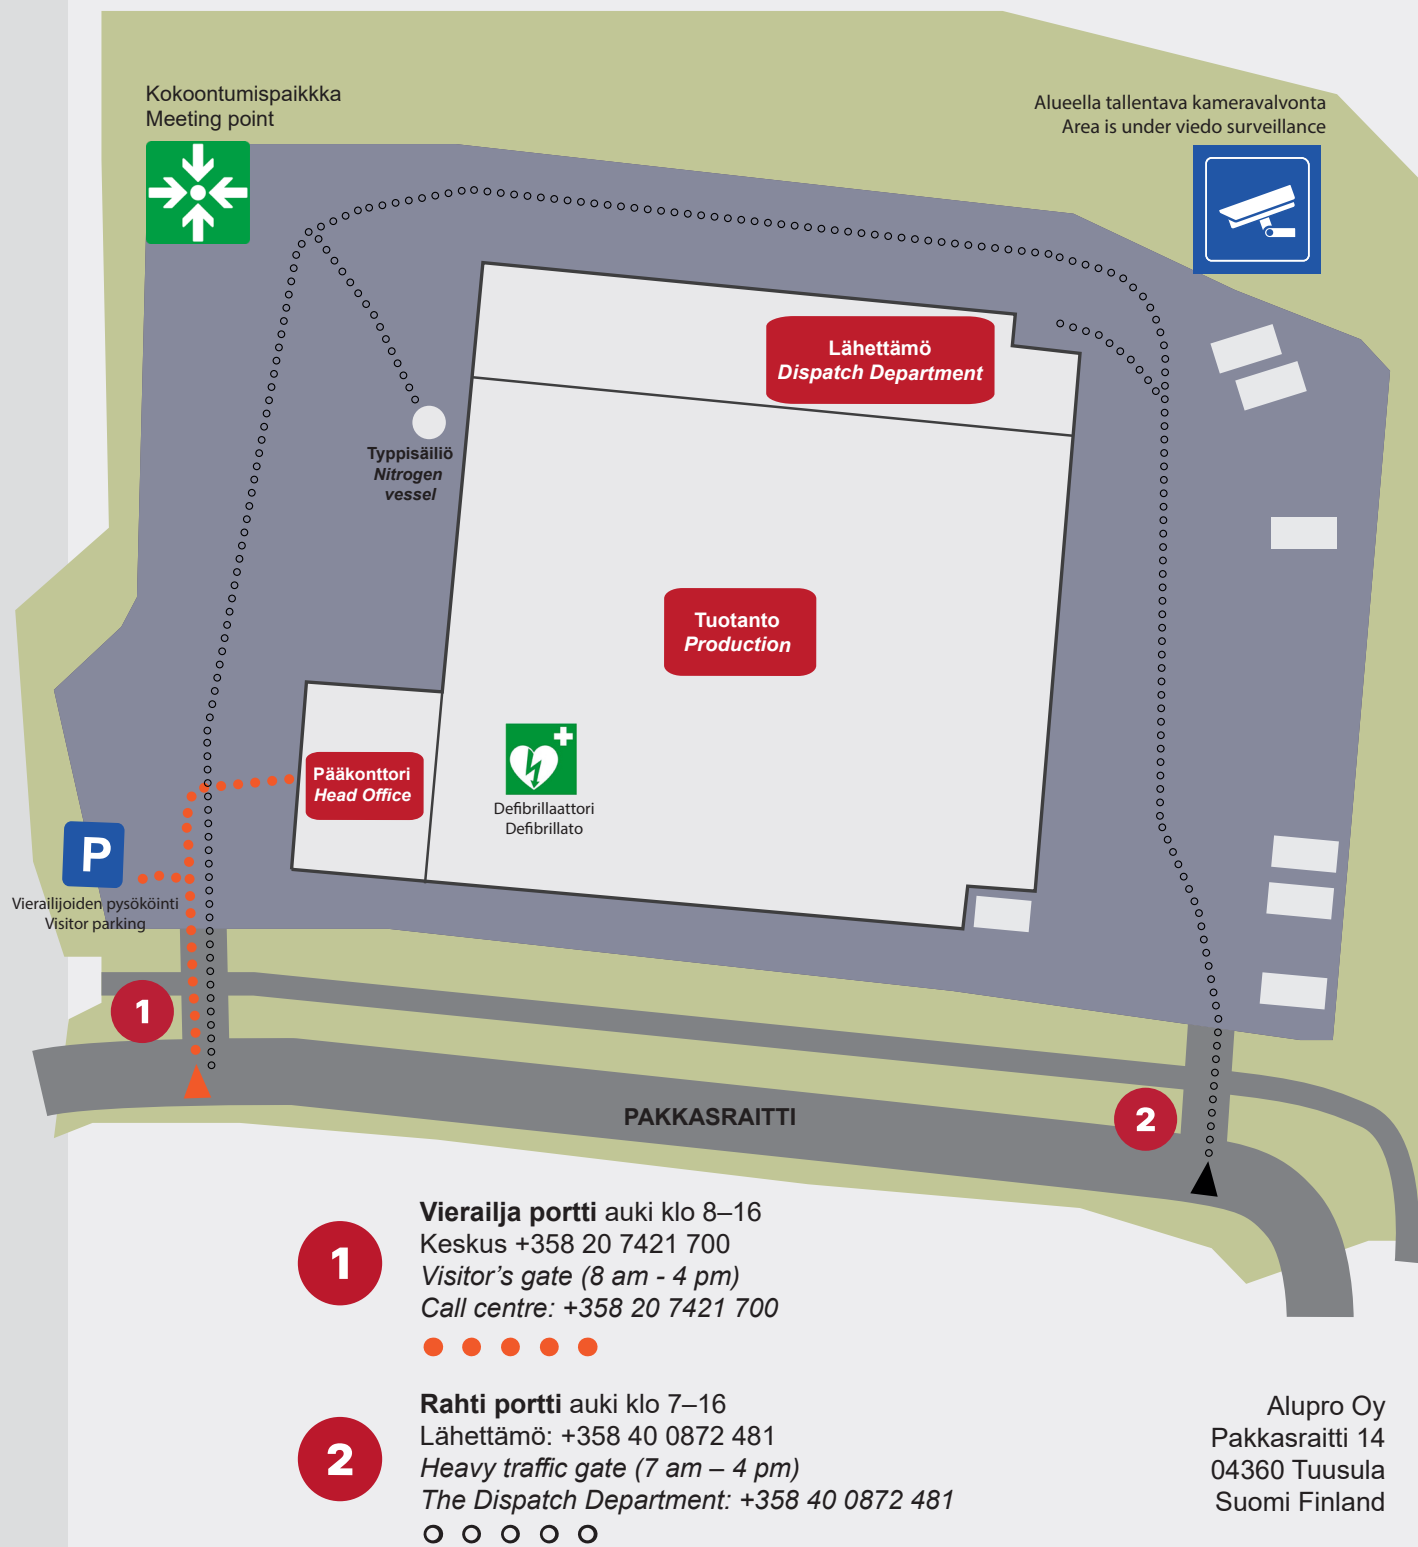 Kokoontumispaikkka
Meeting point
Alueella tallentava kameravalvonta
Area is under viedo surveillance
Lähettämö
Dispatch Department
Typpisäiliö
Nitrogen
vessel
Tuotanto
Production
Pääkonttori
Head Office
Defibrillaattori
Defibrillato
P
Vierailijoiden pysököinti
Visitor parking
1
PAKKASRAITTI
2
1
Vierailja portti auki klo 8–16
Keskus +358 20 7421 700
Visitor's gate (8 am - 4 pm)
Call centre: +358 20 7421 700
2
Rahti portti auki klo 7–16
Lähettämö: +358 40 0872 481
Heavy traffic gate (7 am – 4 pm)
The Dispatch Department: +358 40 0872 481
Alupro Oy
Pakkasraitti 14
04360 Tuusula
Suomi Finland